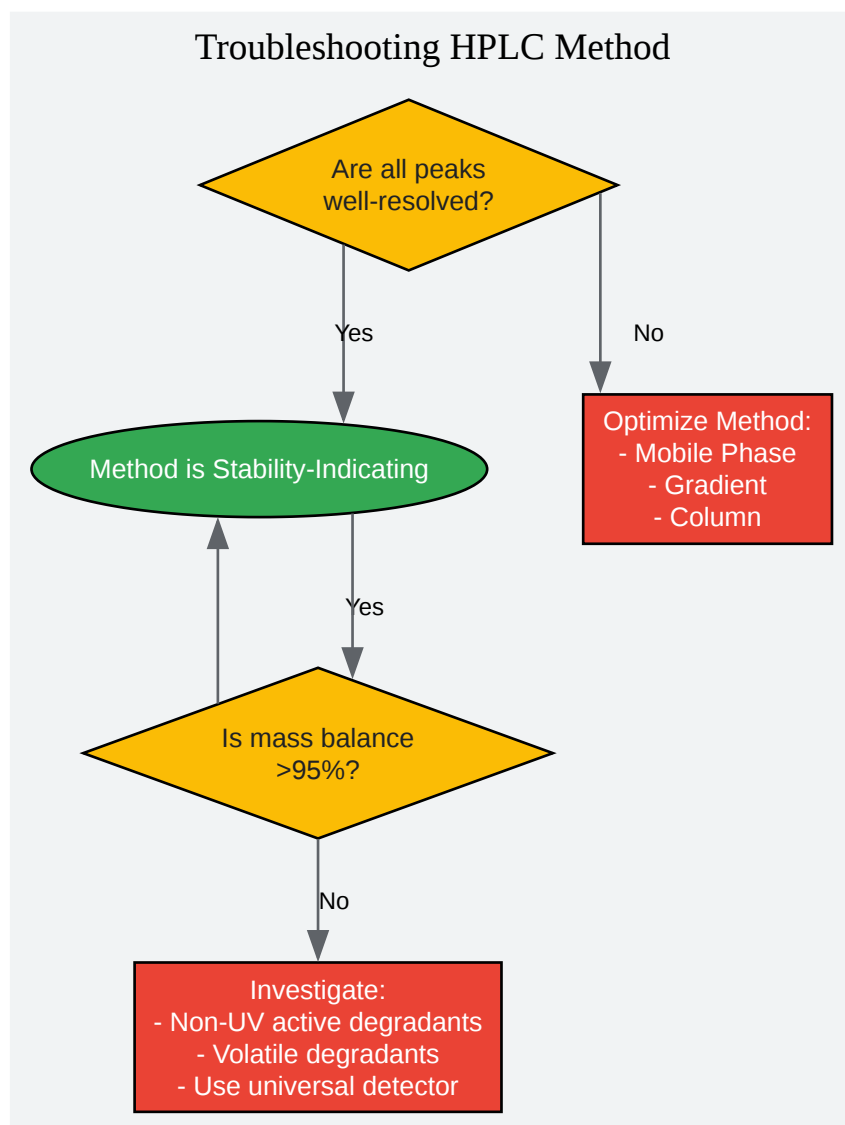 Troubleshooting HPLC Method
Are all peaks
well-resolved?
Yes
No
Optimize Method:
- Mobile Phase
- Gradient
- Column
Method is Stability-Indicating
Yes
Is mass balance
>95%?
No
Investigate:
- Non-UV active degradants
- Volatile degradants
- Use universal detector